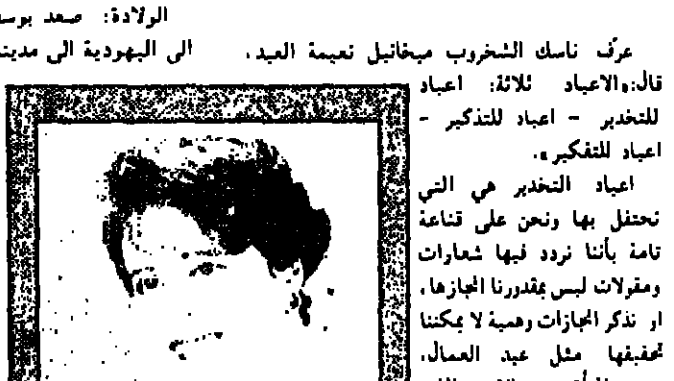 عرّف ناسك الشخروب ميخائيل نعيمة العيد،
قال: «الاعياد ثلاثة: اعياد
للتخدير - اعياد للتذكير -
اعياد للتفكير».
اعياد التخدير هي التي
نحتفل بها ونحن على قناعة
تامة بأننا نردد فيها شعارات
ومقولات ليس بمقدورنا انجازها،
او نذكر انجازات وهمية لا يمكننا
تحقيقها مثل عيد العمال،
الولادة: صعد يوسف
الى اليهودية الى مدينة